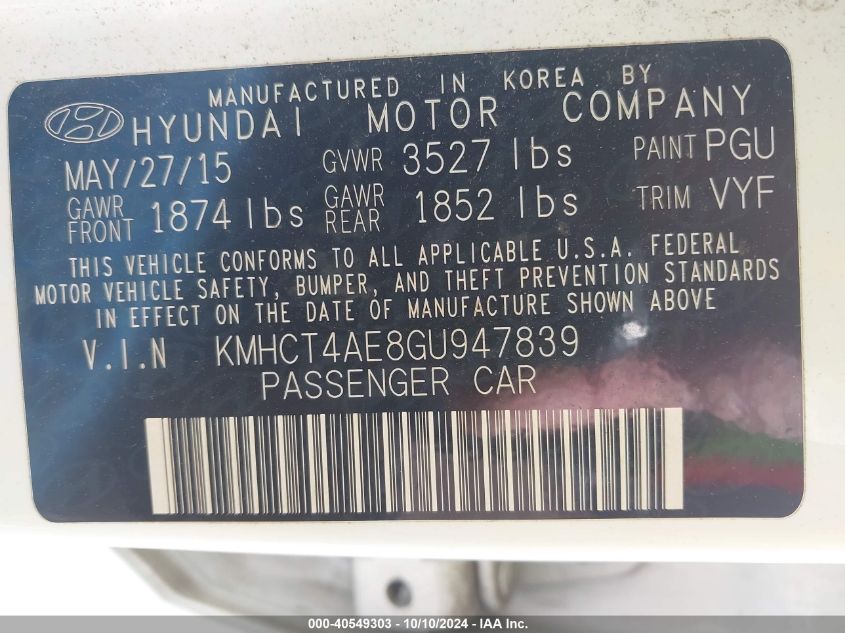 MANUFACTURED IN KOREA BY
HYUNDAI MOTOR COMPANY
MAY/27/15 GVWR 3527 lbs PAINT PGU
GAWR FRONT 1874 lbs GAWR REAR 1852 lbs TRIM VYF
THIS VEHICLE CONFORMS TO ALL APPLICABLE U.S.A. FEDERAL
MOTOR VEHICLE SAFETY, BUMPER, AND THEFT PREVENTION STANDARDS
IN EFFECT ON THE DATE OF MANUFACTURE SHOWN ABOVE
V.I.N KMHCT4AE8GU947839
PASSENGER CAR
000-40549303 - 10/10/2024 - IAA Inc.